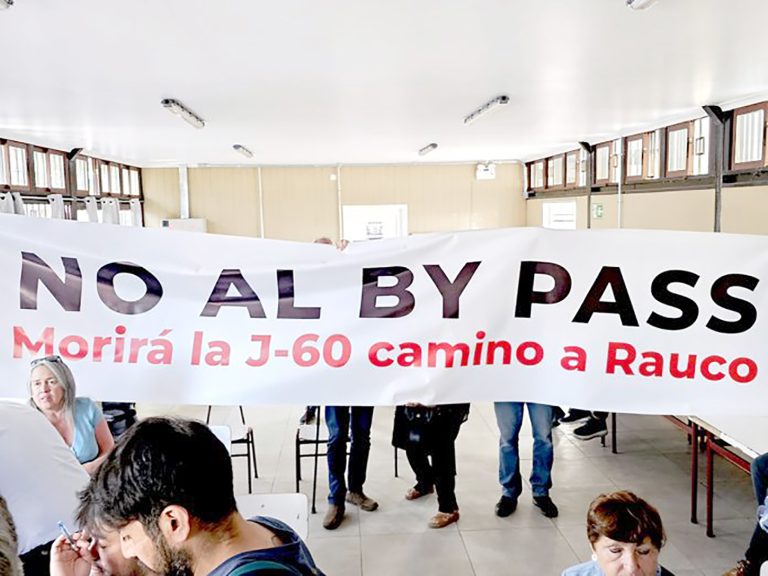 NO AL BY PASS
Morirá la J-60 camino a Rauco